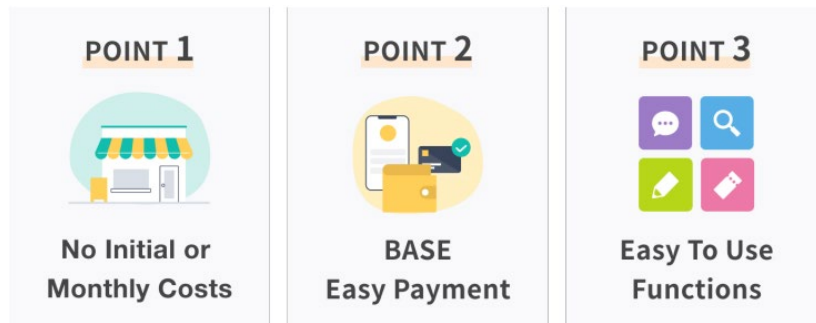 POINT 1
No Initial or
Monthly Costs
POINT 2
BASE
Easy Payment
POINT 3
Easy To Use
Functions